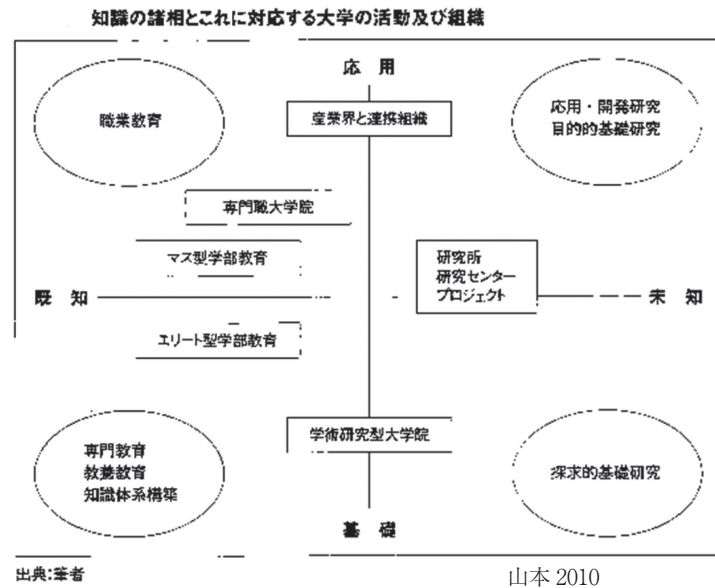 知識の諸相とこれに対応する大学の活動及び組織
応 用
職業教育
産業界と連携組織
応用・開発研究
目的的基礎研究
専門職大学院
マス型学部教育
研究所
研究センター
プロジェクト
既 知
未 知
エリート型学部教育
専門教育
教養教育
知識体系構築
学術研究型大学院
探求的基礎研究
基 礎
出典:筆者
山本 2010